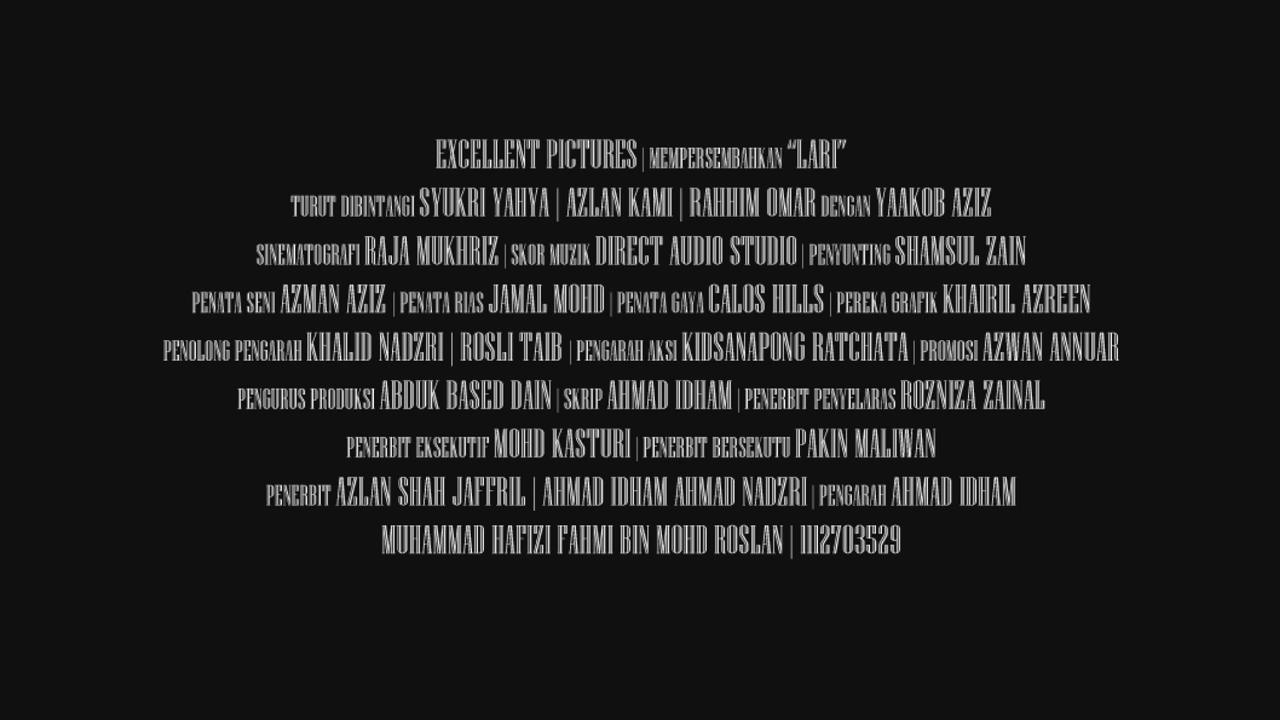 EXCELLENT PICTURES | MEMPERSEMBAHKAN “LARI”
TURUT DIBINTANGI SYUKRI YAHYA | AZLAN KAMI | RAHHIM OMAR DENGAN YAAKOB AZIZ
SINEMATOGRAFI RAJA MUKHRIZ | SKOR MUZIK DIRECT AUDIO STUDIO | PENYUNTING SHAMSUL ZAIN
PENATA SENI AZMAN AZIZ | PENATA RIAS JAMAL MOHD | PENATA GAYA CALOS HILLS | PEREKA GRAFIK KHAIRIL AZREEN
PENOLONG PENGARAH KHALID NADZRI | ROSLI TAIB | PENGARAH AKSI KIDSANAPONG RATCHATA | PROMOSI AZWAN ANNUAR
PENGURUS PRODUKSI ABDUK BASED DAIN | SKRIP AHMAD IDHAM | PENERBIT PENYELARAS ROZNIZA ZAINAL
PENERBIT EKSEKUTIF MOHD KASTURI | PENERBIT BERSEKUTU PAKIN MALIWAN
PENERBIT AZLAN SHAH JAFFRIL | AHMAD IDHAM AHMAD NADZRI | PENGARAH AHMAD IDHAM
MUHAMMAD HAFIZI FAHMI BIN MOHD ROSLAN | 1112703529